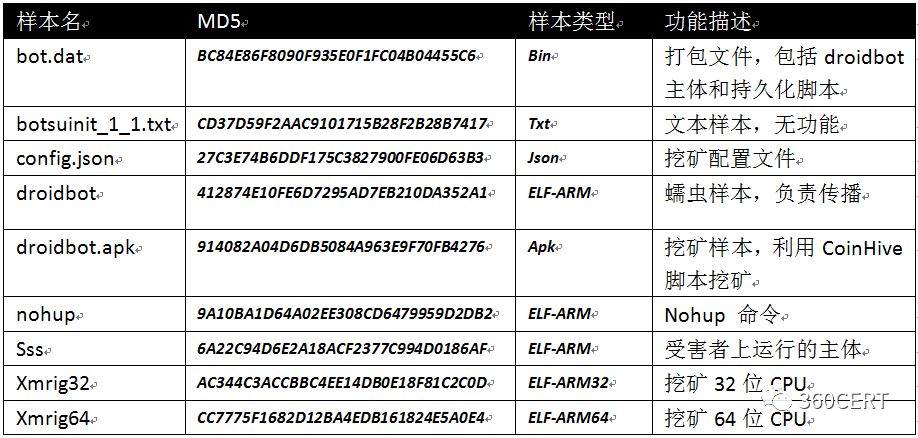 样本名 MD5 样本类型 功能描述
bot.dat BC84E86F8090F935E0F1FC04B04455C6 Bin 打包文件，包括 droidbot
主体和持久化脚本
botsuinit_1_1.txt CD37D59F2AAC9101715B28F2B28B7417 Txt 文本样本，无功能
config.json 27C3E74B6DDF175C3827900FE06D63B3 Json 挖矿配置文件
droidbot 412874E10FE6D7295AD7EB210DA352A1 ELF-ARM 蠕虫样本，负责传播
droidbot.apk 914082A04D6DB5084A963E9F70FB4276 Apk 挖矿样本，利用 CoinHive
脚本挖矿
nohup 9A10BA1D64A02EE308CD6479959D2DB2 ELF-ARM Nohup 命令
Sss 6A22C94D6E2A18ACF2377C994D0186AF ELF-ARM 受害者上运行的主体
Xmrig32 AC344C3ACCBBC4EE14DB0E18F81C2C0D ELF-ARM32 挖矿 32 位 CPU
Xmrig64 CC7775F1682D12BA4EDB161824E5A0E4 ELF-ARM64 挖矿 64 位 CPU
360CERT